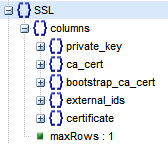 SSL
columns
private_key
ca_cert
bootstrap_ca_cert
external_ids
certificate
maxRows : 1